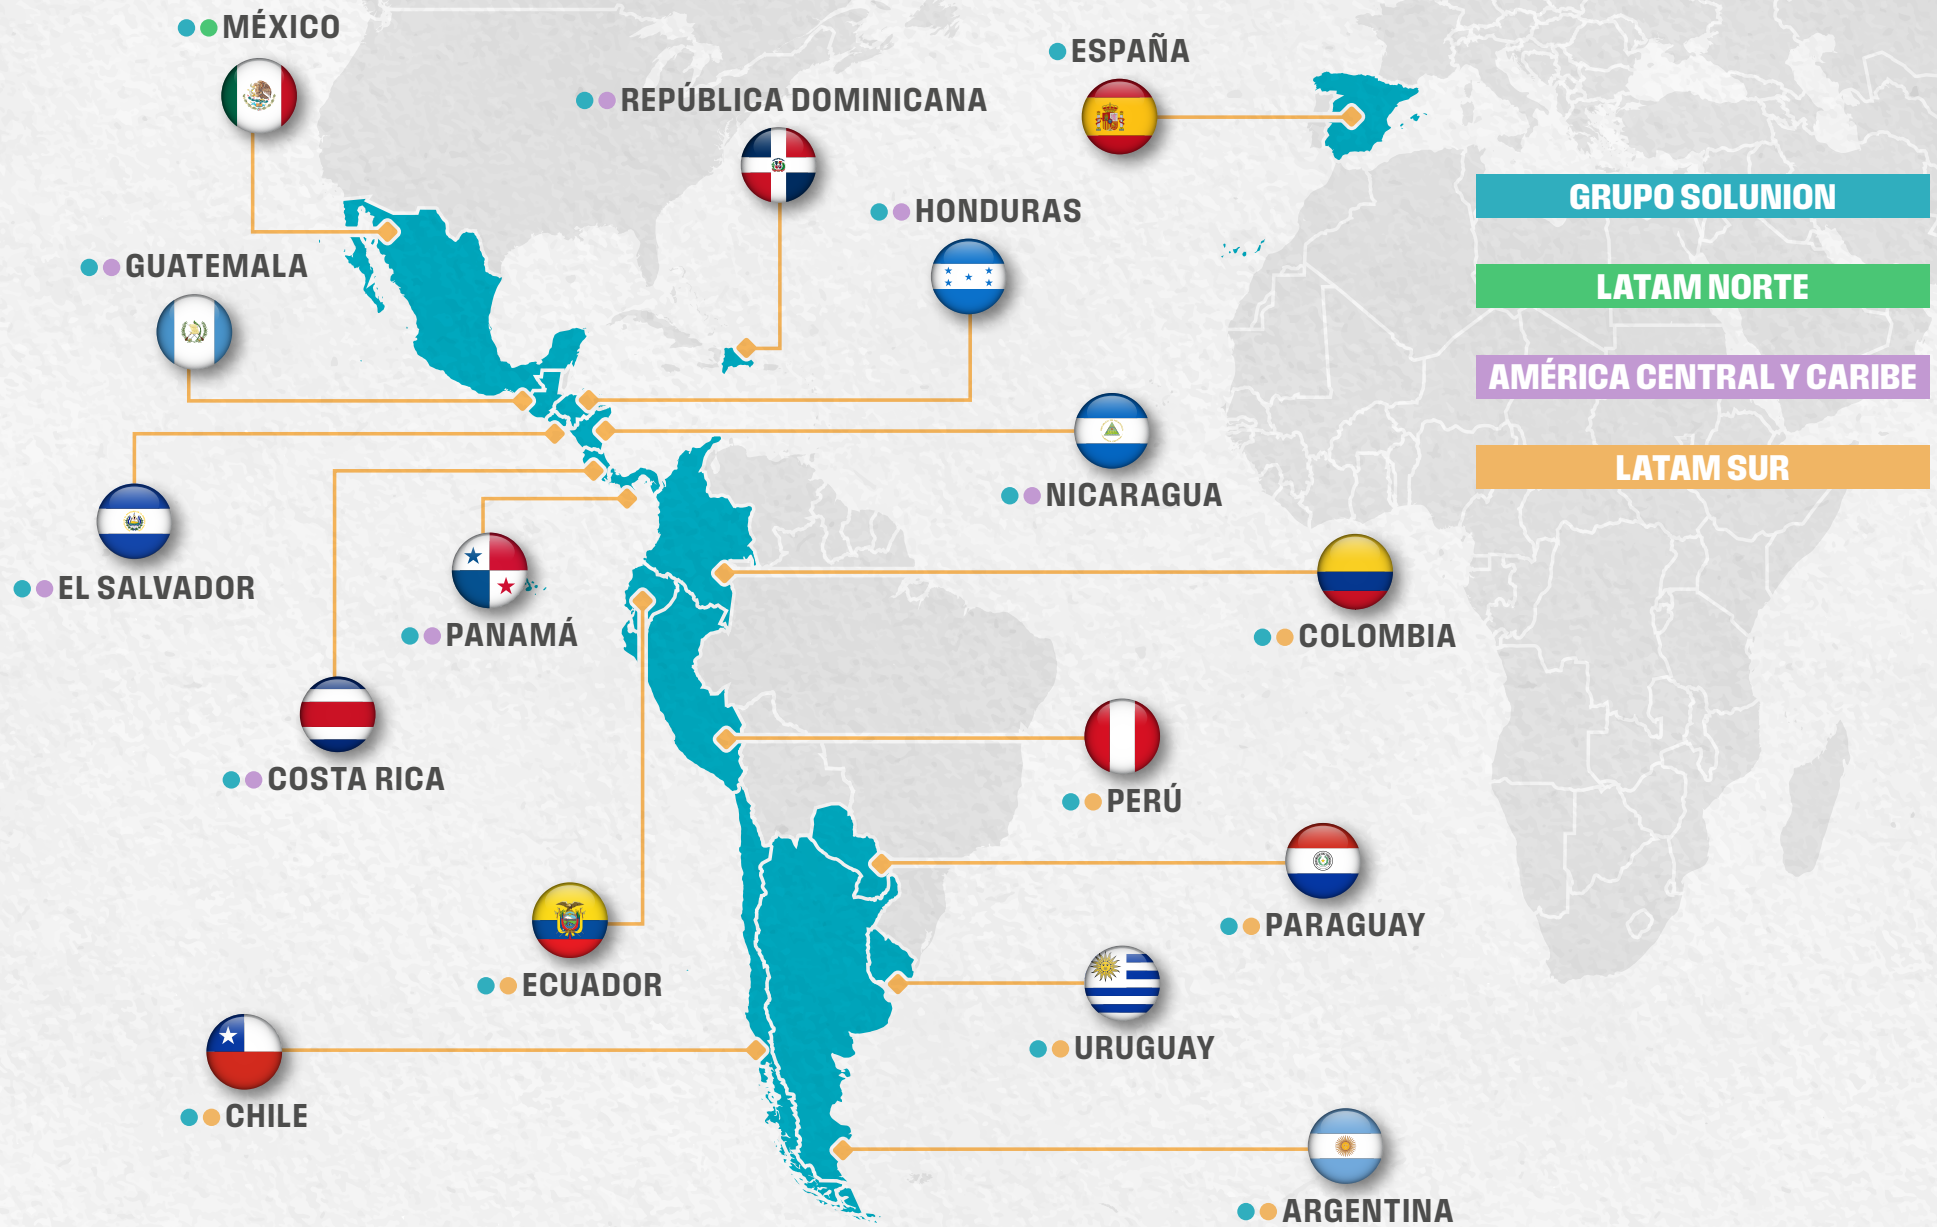 MÉXICO
ESPAÑA
REPÚBLICA DOMINICANA
GRUPO SOLUNION
HONDURAS
GUATEMALA
LATAM NORTE
AMÉRICA CENTRAL Y CARIBE
LATAM SUR
NICARAGUA
EL SALVADOR
PANAMÁ
COLOMBIA
COSTA RICA
PERÚ
PARAGUAY
ECUADOR
URUGUAY
CHILE
ARGENTINA